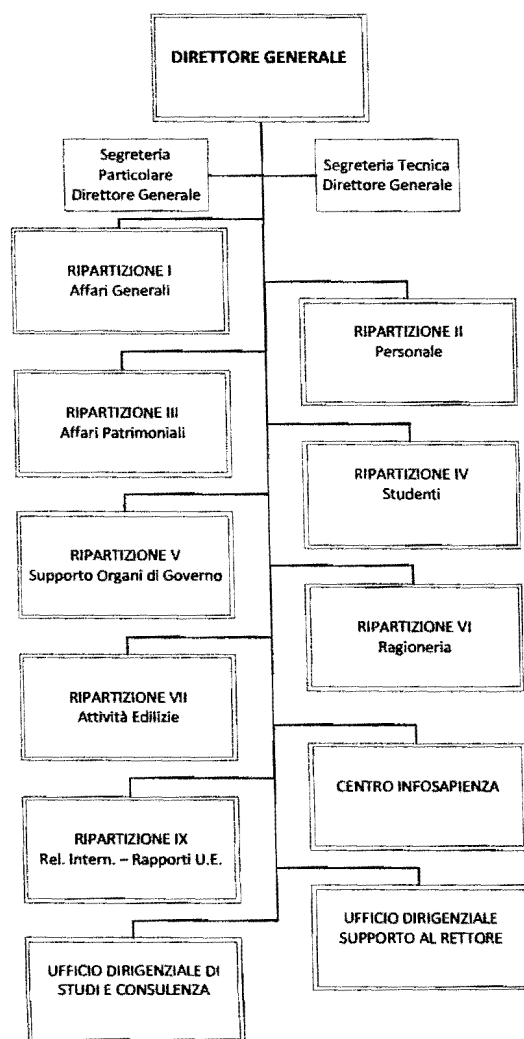 DIRETTORE GENERALE
Segreteria
Particolare
Direttore Generale
Segreteria Tecnica
Direttore Generale
RIPARTIZIONE I
Affari Generali
RIPARTIZIONE II
Personale
RIPARTIZIONE III
Affari Patrimoniali
RIPARTIZIONE IV
Studenti
RIPARTIZIONE V
Supporto Organi di Governo
RIPARTIZIONE VI
Ragioneria
RIPARTIZIONE VII
Attività Edilizie
CENTRO INFOSAPIENZA
RIPARTIZIONE IX
Rel. Intern. – Rapporti U.E.
UFFICIO DIRIGENZIALE
SUPPORTO AL RETTORE
UFFICIO DIRIGENZIALE DI
STUDI E CONSULENZA